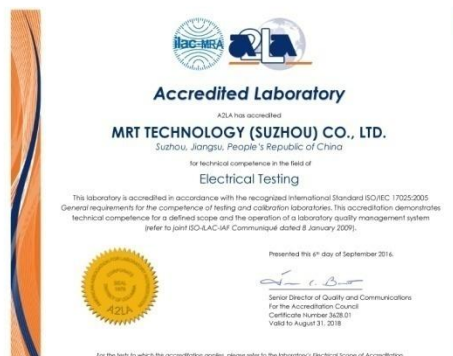 ilac-MRA
A2LA
Accredited Laboratory
A2LA has accredited
MRT TECHNOLOGY (SUZHOU) CO., LTD.
Suzhou, Jiangsu, People's Republic of China
for technical competence in the field of
Electrical Testing
This laboratory is accredited in accordance with the recognized International Standard ISO/IEC 17025:2005
General requirements for the competence of testing and calibration laboratories. This accreditation demonstrates
technical competence for a defined scope and the operation of a laboratory quality management system
(refer to joint ISO-ILAC-IAF Communiqué dated 8 January 2009).
Presented this 6th day of September 2016.
Senior Director of Quality and Communications
For the Accreditation Council
Certificate Number 3628.01
Valid to August 31, 2018
SEAL
1978
A2LA
For the tests to which this accreditation applies, please refer to the laboratory's Electrical Scope of Accreditation.